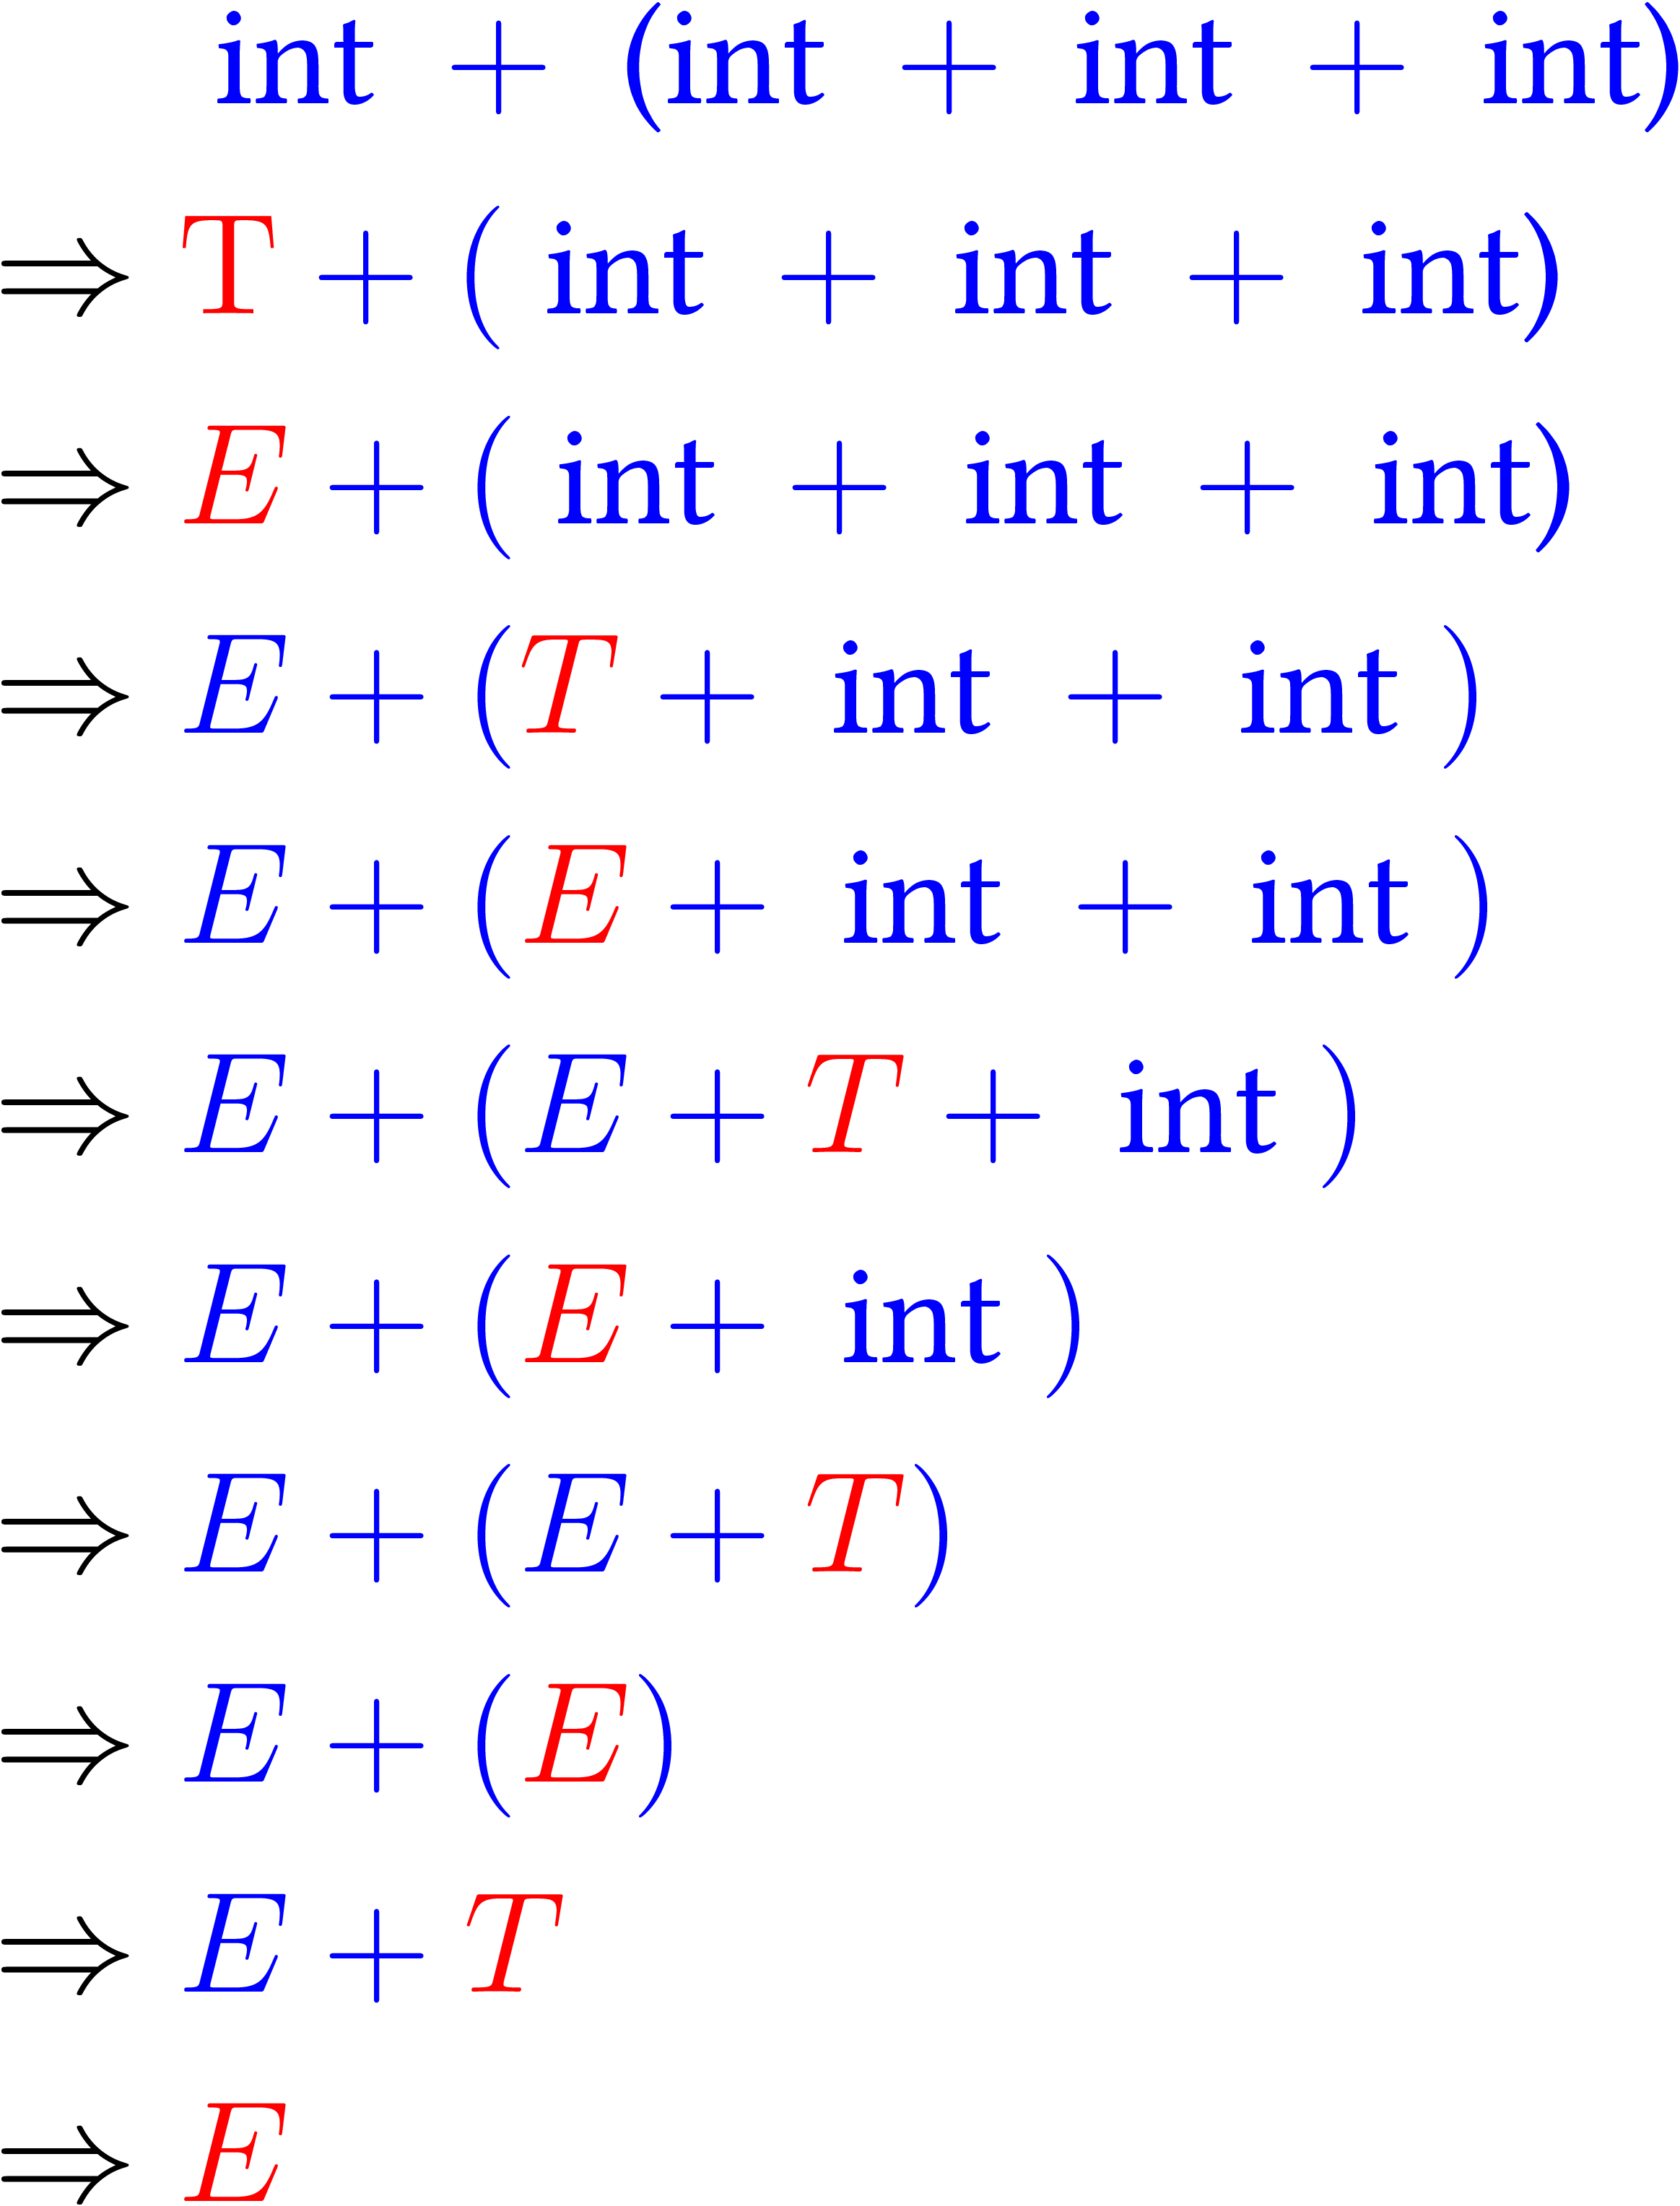 int + (int + int + int)
⇒ T + ( int + int + int)
⇒ E + ( int + int + int)
⇒ E + (T + int + int )
⇒ E + (E + int + int )
⇒ E + (E + T + int )
⇒ E + (E + int )
⇒ E + (E + T)
⇒ E + (E)
⇒ E + T
⇒ E